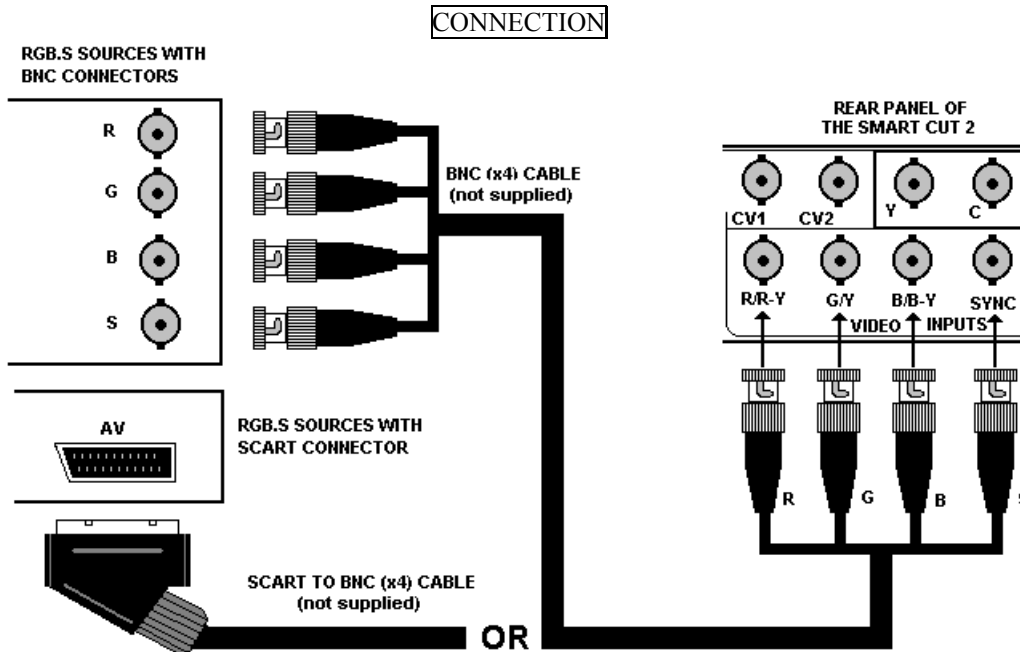 CONNECTION
RGB.S SOURCES WITH
BNC CONNECTORS
R
G
B
S
BNC (x4) CABLE
(not supplied)
REAR PANEL OF
THE SMART CUT 2
CV1 CV2 Y C
R/R-Y G/Y B/B-Y SYNC
VIDEO INPUTS
R G B
AV
RGB.S SOURCES WITH
SCART CONNECTOR
SCART TO BNC (x4) CABLE
(not supplied)
OR